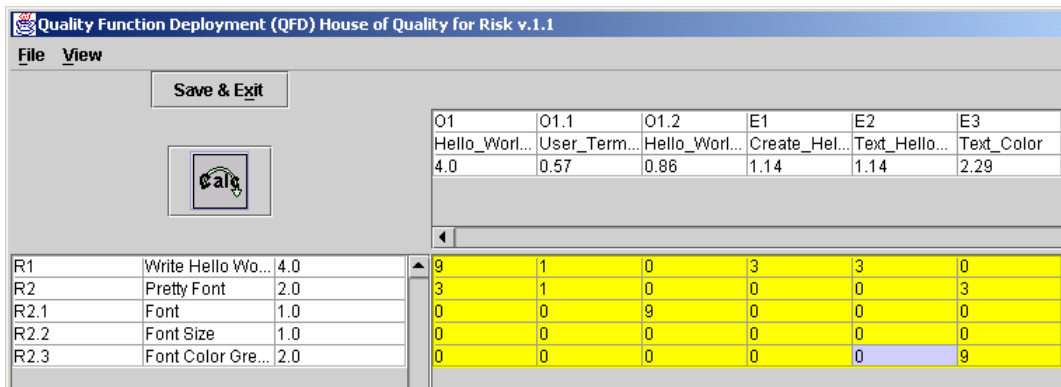 Quality Function Deployment (QFD) House of Quality for Risk v.1.1
File View
Save & Exit
O1 O1.1 O1.2 E1 E2 E3
Hello_Worl... User_Term... Hello_Worl... Create_Hel... Text_Hello... Text_Color
4.0 0.57 0.86 1.14 1.14 2.29
Calc
R1 Write Hello Wo... 4.0 9 1 0 3 3 0
R2 Pretty Font 2.0 3 1 0 0 0 3
R2.1 Font 1.0 0 0 9 0 0 0
R2.2 Font Size 1.0 0 0 0 0 0 0
R2.3 Font Color Gre... 2.0 0 0 0 0 0 9